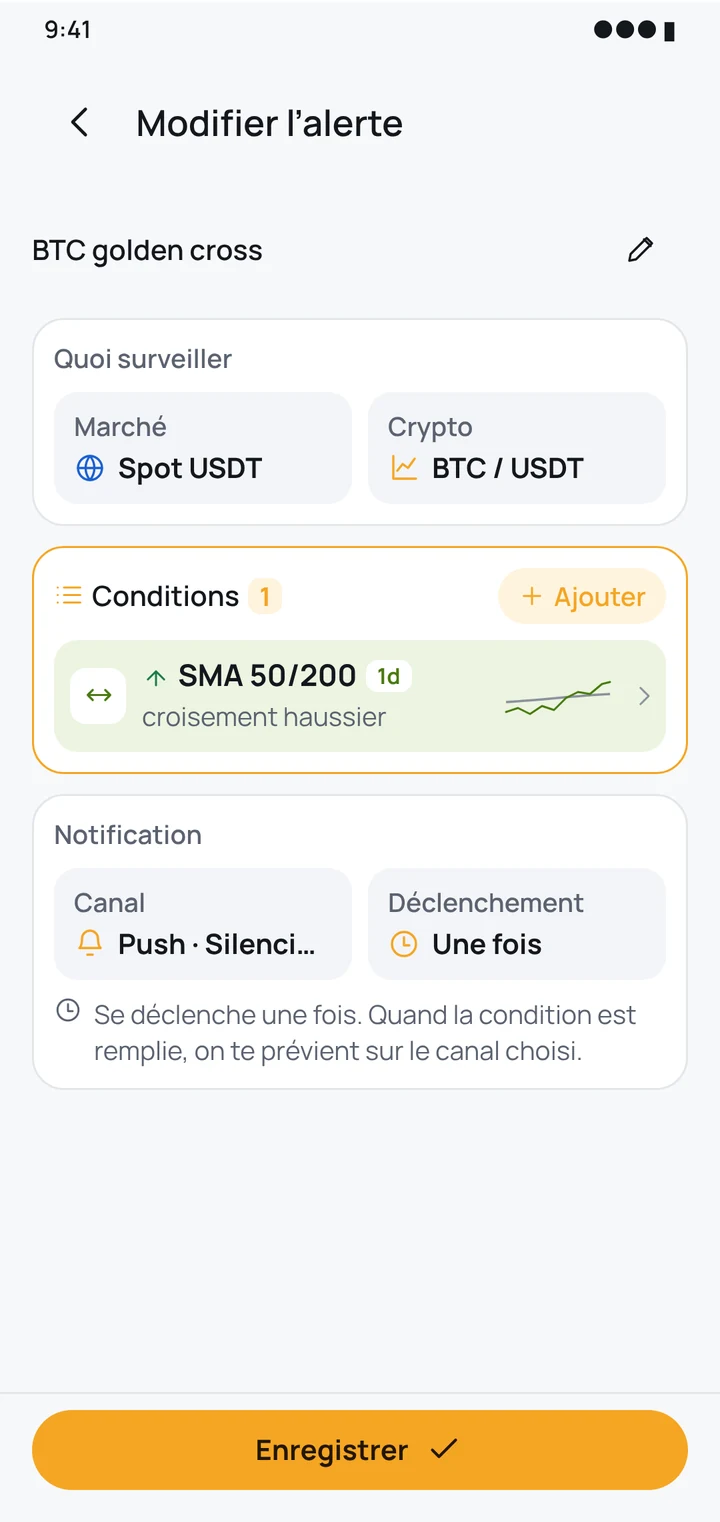 9:41
Modifier l’alerte
BTC golden cross
Quoi surveiller
Marché
Spot USDT
Crypto
BTC / USDT
Conditions 1
+ Ajouter
SMA 50/200 1d
croisement haussier
Notification
Canal
Push · Silenci...
Déclenchement
Une fois
Se déclenche une fois. Quand la condition est
remplie, on te prévient sur le canal choisi.
Enregistrer